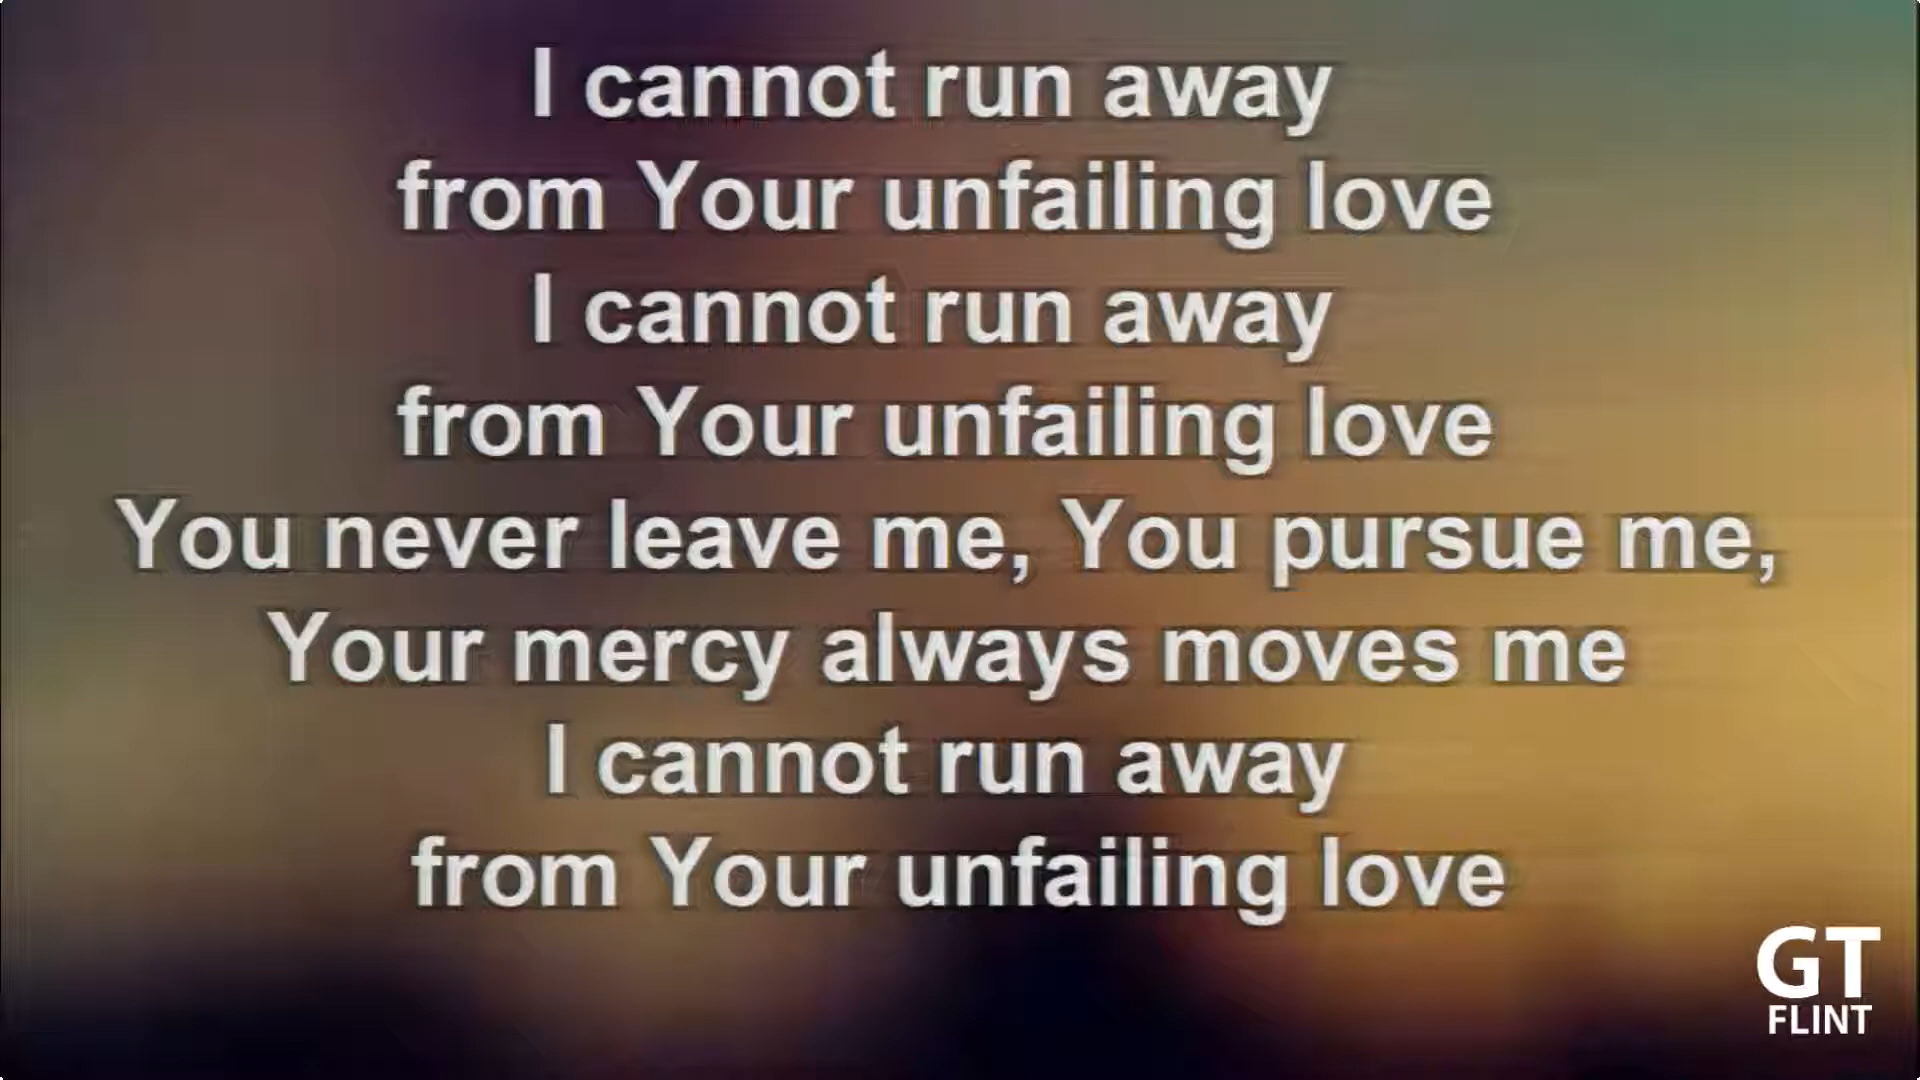 I cannot run away
from Your unfailing love
I cannot run away
from Your unfailing love
You never leave me, You pursue me,
Your mercy always moves me
I cannot run away
from Your unfailing love
GT
FLINT